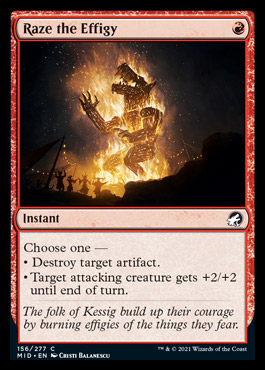 Raze the Effigy
Instant
Choose one —
• Destroy target artifact.
• Target attacking creature gets +2/+2
until end of turn.
The folk of Kessig build up their courage
by burning effigies of the things they fear.
156/277 C
MID • EN Cristi Balanescu
™ & © 2021 Wizards of the Coast